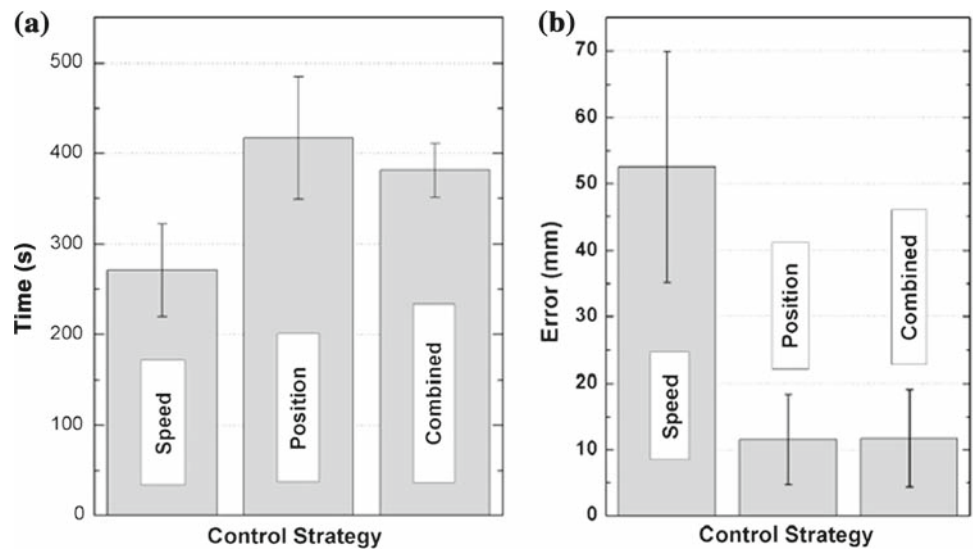 (a)
Time (s)
500
400
300
200
100
0
Speed
Position
Combined
Control Strategy
(b)
Error (mm)
70
60
50
40
30
20
10
0
Speed
Position
Combined
Control Strategy